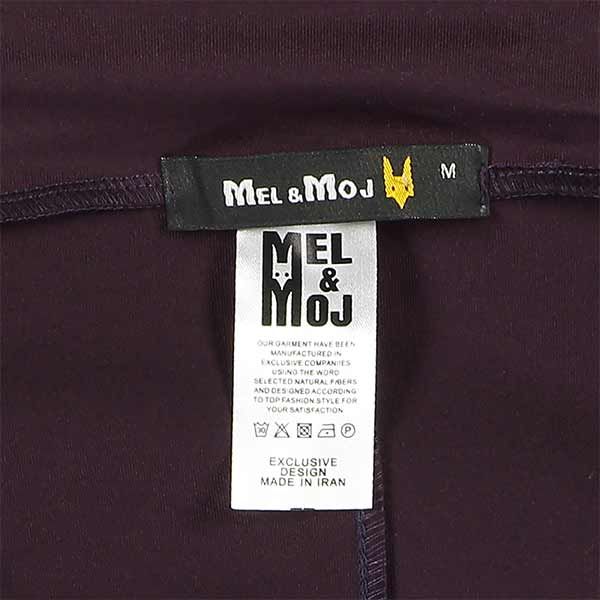 MEL & MOJ M
MEL
&
MOJ
OUR GARMENT HAVE BEEN
MANUFACTURED IN
EXCLUSIVE COMPANIES
USING THE WORD
SELECTED NATURAL FIBERS
AND DESIGNED ACCORDING
TO TOP FASHION STYLE FOR
YOUR SATISFACTION
30 P
EXCLUSIVE
DESIGN
MADE IN IRAN